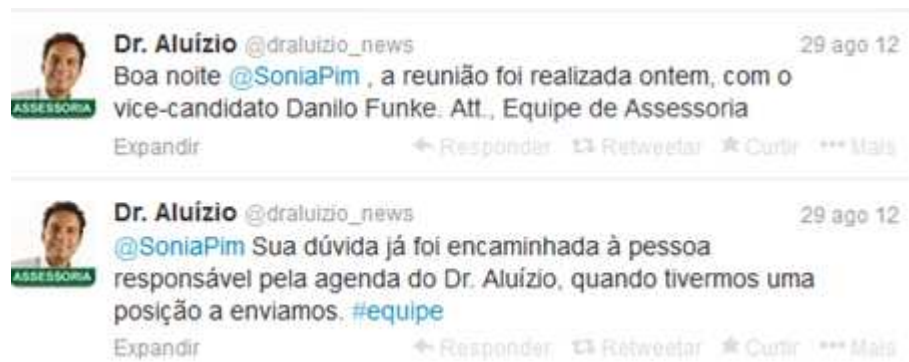 Dr. Aluízio @draluizio_news 29 ago 12
Boa noite @SoniaPim , a reunião foi realizada ontem, com o
vice-candidato Danilo Funke. Att., Equipe de Assessoria
ASSESSORIA
Expandir Responder Retweetar Curtir Mais
Dr. Aluízio @draluizio_news 29 ago 12
@SoniaPim Sua dúvida já foi encaminhada à pessoa
responsável pela agenda do Dr. Aluízio, quando tivermos uma
ASSESSORIA
posição a enviamos. #equipe
Expandir Responder Retweetar Curtir Mais